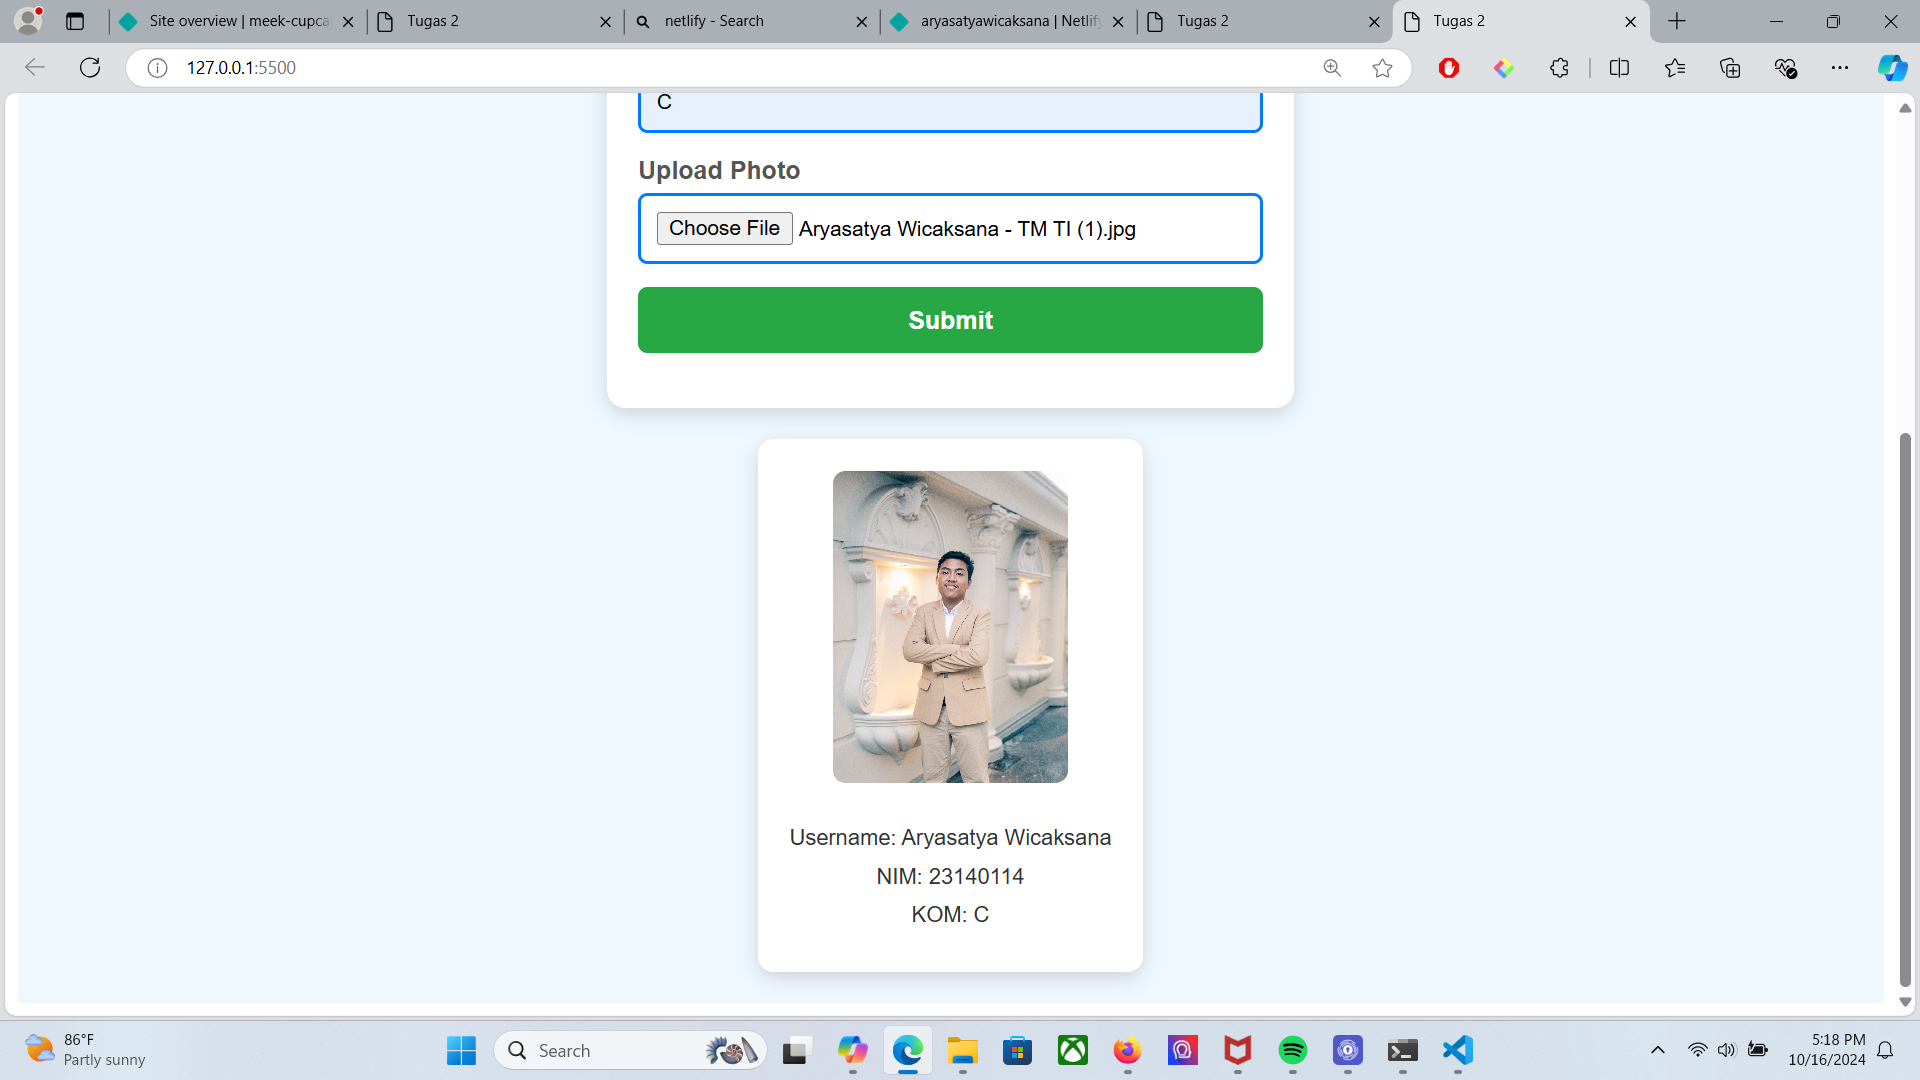 Site overview | meek-cupca
Tugas 2
netlify - Search
aryasatyawicaksana | Netlify
Tugas 2
Tugas 2
127.0.0.1:5500
C
Upload Photo
Choose File Aryasatya Wicaksana - TM TI (1).jpg
Submit
Username: Aryasatya Wicaksana
NIM: 23140114
KOM: C
86°F
Partly sunny
Search
5:18 PM
10/16/2024